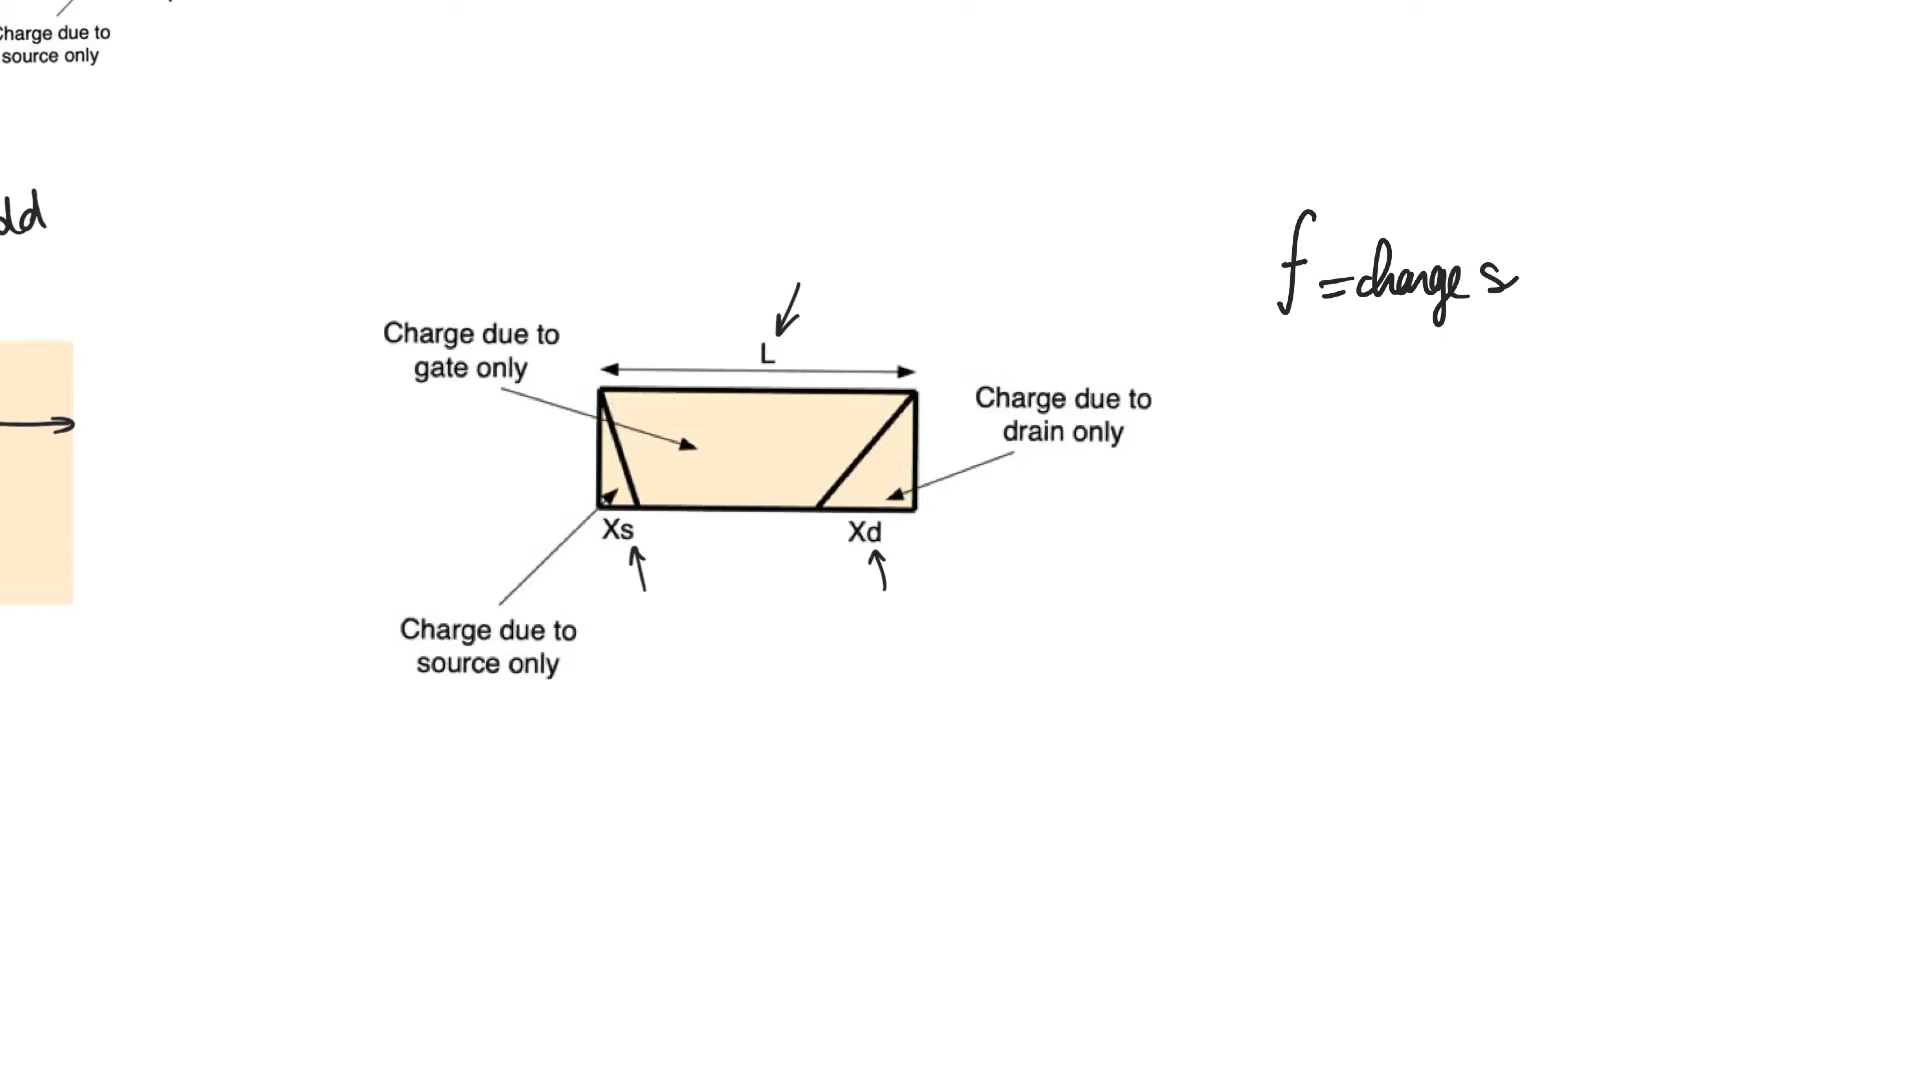 Charge due to
source only
dd
f = charge s
L
Charge due to
gate only
Charge due to
drain only
Xs
Xd
Charge due to
source only